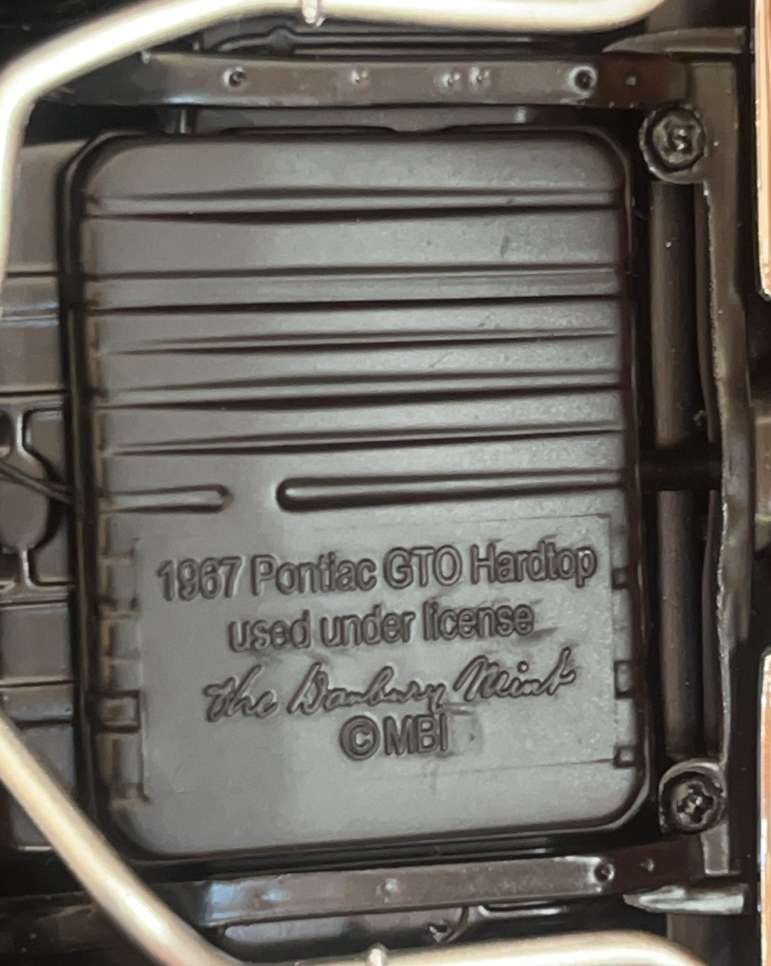 1967 Pontiac GTO Hardtop
used under license
the Danbury Mint
©MBI